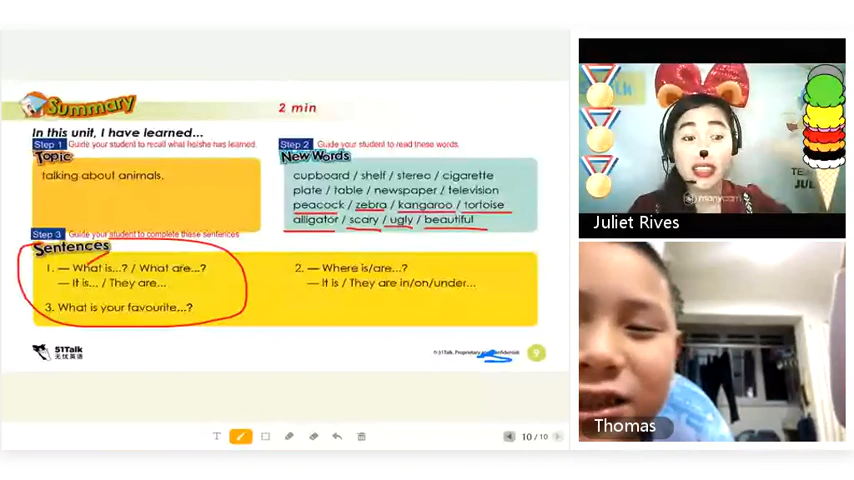 Summary
2 min
In this unit, I have learned...
Step 1 Guide your student to recall what he/she has learned.
Topic
talking about animals.
Step 2 Guide your student to read these words.
New Words
cupboard / shelf / stereo / cigarette
plate / table / newspaper / television
peacock / zebra / kangaroo / tortoise
alligator / scary / ugly / beautiful
Step 3 Guide your student to complete these sentences
Sentences
1. — What is...? / What are...?
— It is... / They are...
3. What is your favourite...?
2. — Where is/are...?
— It is / They are in/on/under...
51Talk
无忧英语
© 51Talk. Proprietary and Confidential
9
T
10 / 10
manycam
Juliet Rives
Thomas